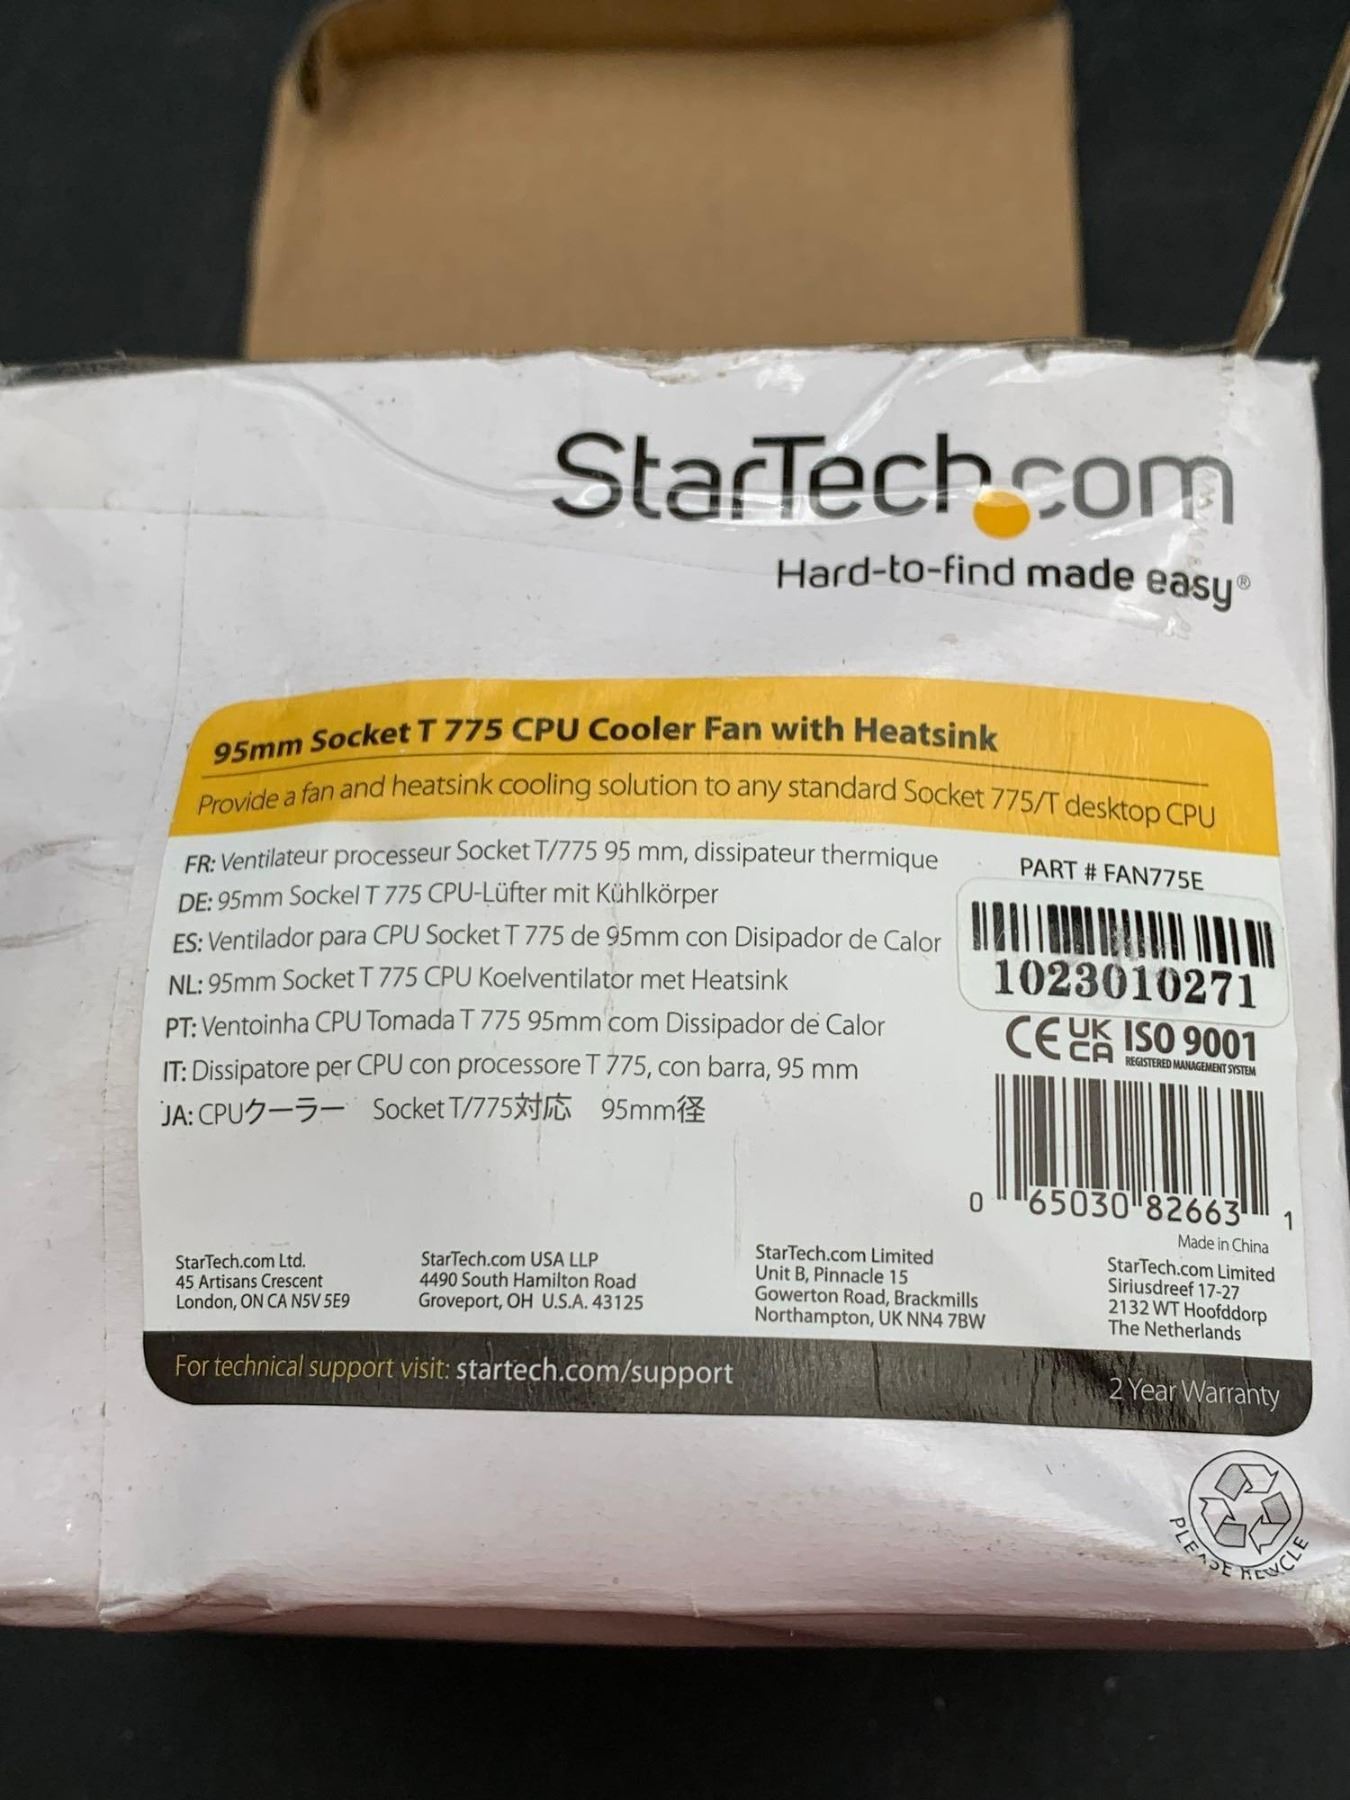 StarTech.com
Hard-to-find made easy®
95mm Socket T 775 CPU Cooler Fan with Heatsink
Provide a fan and heatsink cooling solution to any standard Socket 775/T desktop CPU
FR: Ventilateur processeur Socket T/775 95 mm, dissipateur thermique
DE: 95mm Sockel T 775 CPU-Lüfter mit Kühlkörper
ES: Ventilador para CPU Socket T 775 de 95mm con Disipador de Calor
NL: 95mm Socket T 775 CPU Koelventilator met Heatsink
PT: Ventoinha CPU Tomada T 775 95mm com Dissipador de Calor
IT: Dissipatore per CPU con processore T 775, con barra, 95 mm
JA: CPUクーラー Socket T/775対応 95mm径
PART # FAN775E
1023010271
CE UK CA ISO 9001
REGISTERED MANAGEMENT SYSTEM
0 65030 82663 1
Made in China
StarTech.com Ltd.
45 Artisans Crescent
London, ON CA N5V 5E9
StarTech.com USA LLP
4490 South Hamilton Road
Groveport, OH U.S.A. 43125
StarTech.com Limited
Unit B, Pinnacle 15
Gowerton Road, Brackmills
Northampton, UK NN4 7BW
StarTech.com Limited
Siriusdreef 17-27
2132 WT Hoofddorp
The Netherlands
For technical support visit: startech.com/support
2 Year Warranty
PLEASE RECYCLE